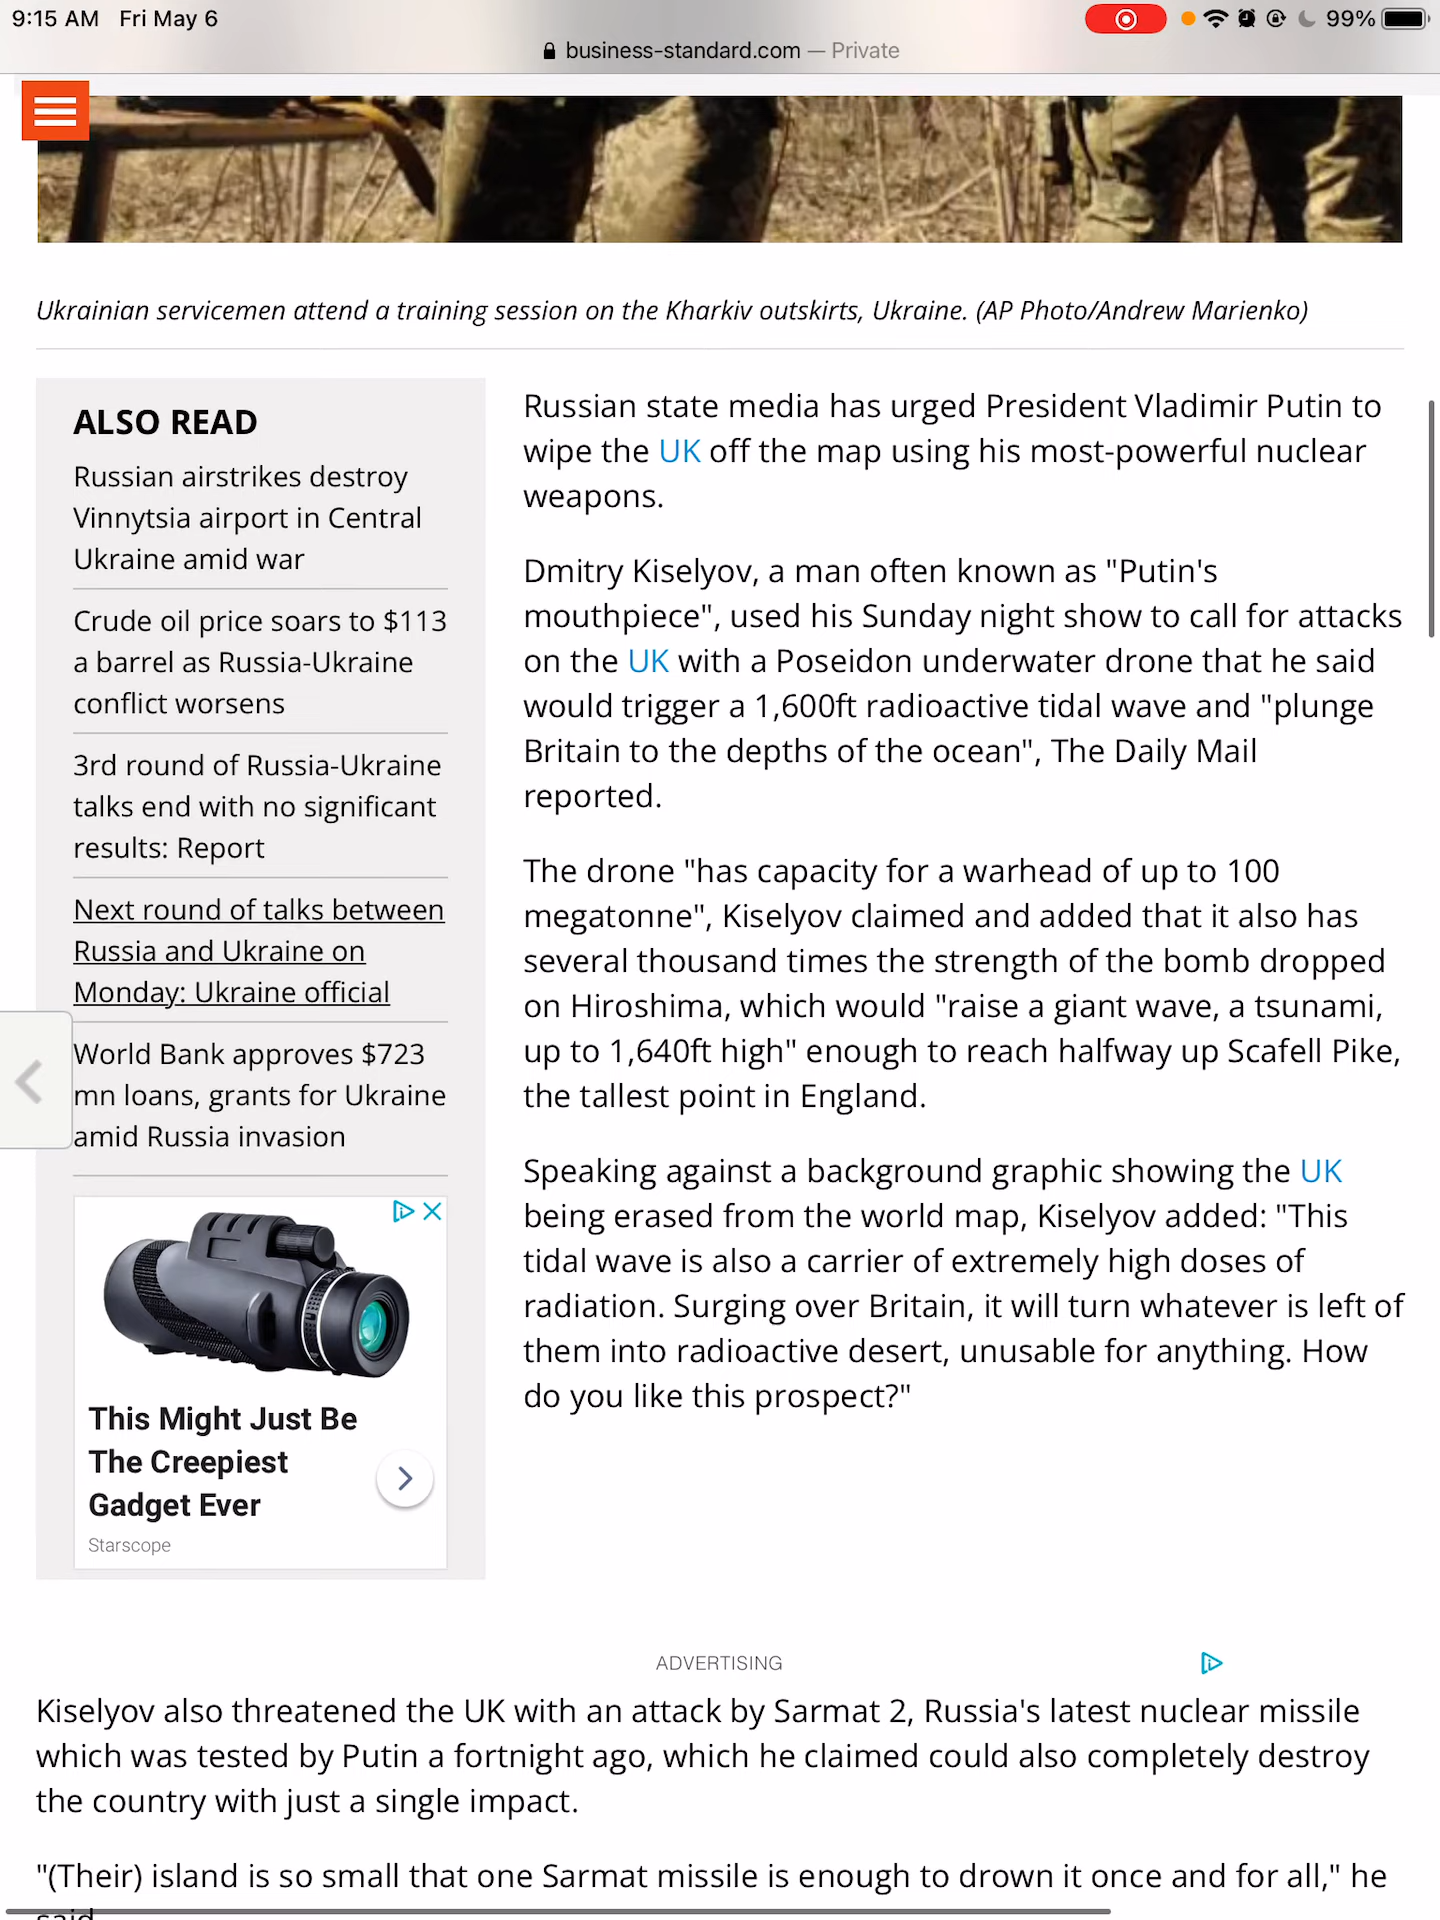 9:15 AM Fri May 6
99%
business-standard.com — Private
Ukrainian servicemen attend a training session on the Kharkiv outskirts, Ukraine. (AP Photo/Andrew Marienko)
ALSO READ
Russian airstrikes destroy
Vinnytsia airport in Central
Ukraine amid war
Crude oil price soars to $113
a barrel as Russia-Ukraine
conflict worsens
3rd round of Russia-Ukraine
talks end with no significant
results: Report
Next round of talks between
Russia and Ukraine on
Monday: Ukraine official
World Bank approves $723
mn loans, grants for Ukraine
amid Russia invasion
This Might Just Be
The Creepiest
Gadget Ever
Starscope
Russian state media has urged President Vladimir Putin to
wipe the UK off the map using his most-powerful nuclear
weapons.
Dmitry Kiselyov, a man often known as "Putin's
mouthpiece", used his Sunday night show to call for attacks
on the UK with a Poseidon underwater drone that he said
would trigger a 1,600ft radioactive tidal wave and "plunge
Britain to the depths of the ocean", The Daily Mail
reported.
The drone "has capacity for a warhead of up to 100
megatonne", Kiselyov claimed and added that it also has
several thousand times the strength of the bomb dropped
on Hiroshima, which would "raise a giant wave, a tsunami,
up to 1,640ft high" enough to reach halfway up Scafell Pike,
the tallest point in England.
Speaking against a background graphic showing the UK
being erased from the world map, Kiselyov added: "This
tidal wave is also a carrier of extremely high doses of
radiation. Surging over Britain, it will turn whatever is left of
them into radioactive desert, unusable for anything. How
do you like this prospect?"
ADVERTISING
Kiselyov also threatened the UK with an attack by Sarmat 2, Russia's latest nuclear missile
which was tested by Putin a fortnight ago, which he claimed could also completely destroy
the country with just a single impact.
"(Their) island is so small that one Sarmat missile is enough to drown it once and for all," he
said